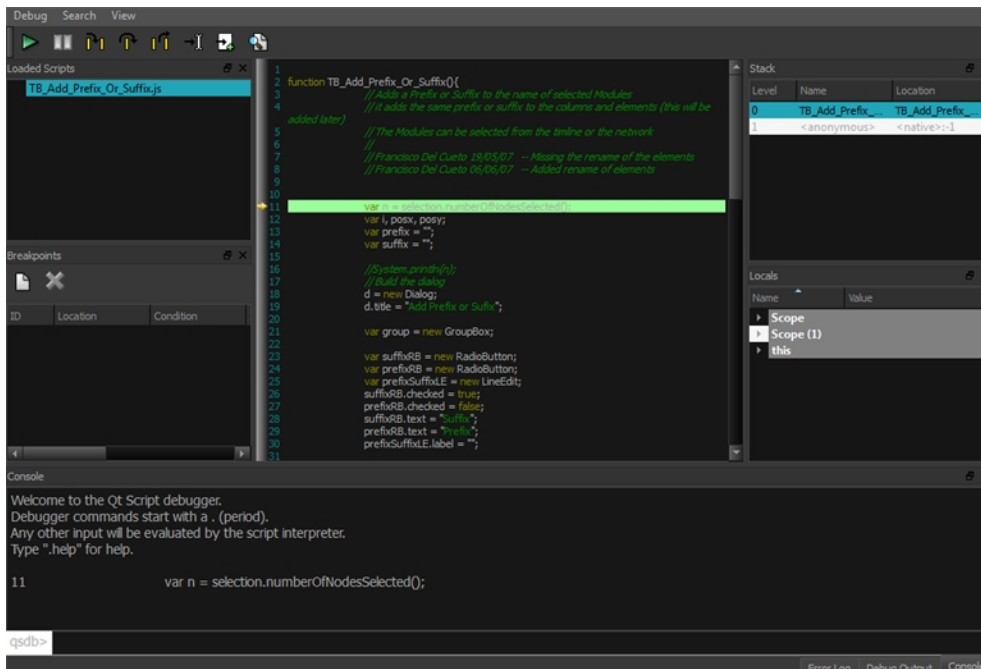 Debug Search View
Loaded Scripts
TB_Add_Prefix_Or_Suffix.js
Breakpoints
ID Location Condition
1
2 function TB_Add_Prefix_Or_Suffix(){
3 // Adds a Prefix or Suffix to the name of selected Modules
4 // it adds the same prefix or suffix to the columns and elements (this will be
added later)
5 // The Modules can be selected from the timline or the network
6 //
7 // Francisco Del Cueto 19/05/07 -- Missing the rename of the elements
8 // Francisco Del Cueto 06/06/07 -- Added rename of elements
9
10
11 var n = selection.numberOfNodesSelected();
12 var i, posx, posy;
13 var prefix = "";
14 var suffix = "";
15
16 //System.println(n);
17 // Build the dialog
18 d = new Dialog;
19 d.title = "Add Prefix or Sufix";
20
21 var group = new GroupBox;
22
23 var suffixRB = new RadioButton;
24 var prefixRB = new RadioButton;
25 var prefixSuffixLE = new LineEdit;
26 suffixRB.checked = true;
27 prefixRB.checked = false;
28 suffixRB.text = "Suffix";
29 prefixRB.text = "Prefix";
30 prefixSuffixLE.label = "";
31
Stack
Level Name Location
0 TB_Add_Prefix_... TB_Add_Prefix_...
1 <anonymous> <native>:-1
Locals
Name Value
Scope
Scope (1)
this
Console
Welcome to the Qt Script debugger.
Debugger commands start with a . (period).
Any other input will be evaluated by the script interpreter.
Type ".help" for help.
11 var n = selection.numberOfNodesSelected();
qsdb>
Error Log Debug Output Console